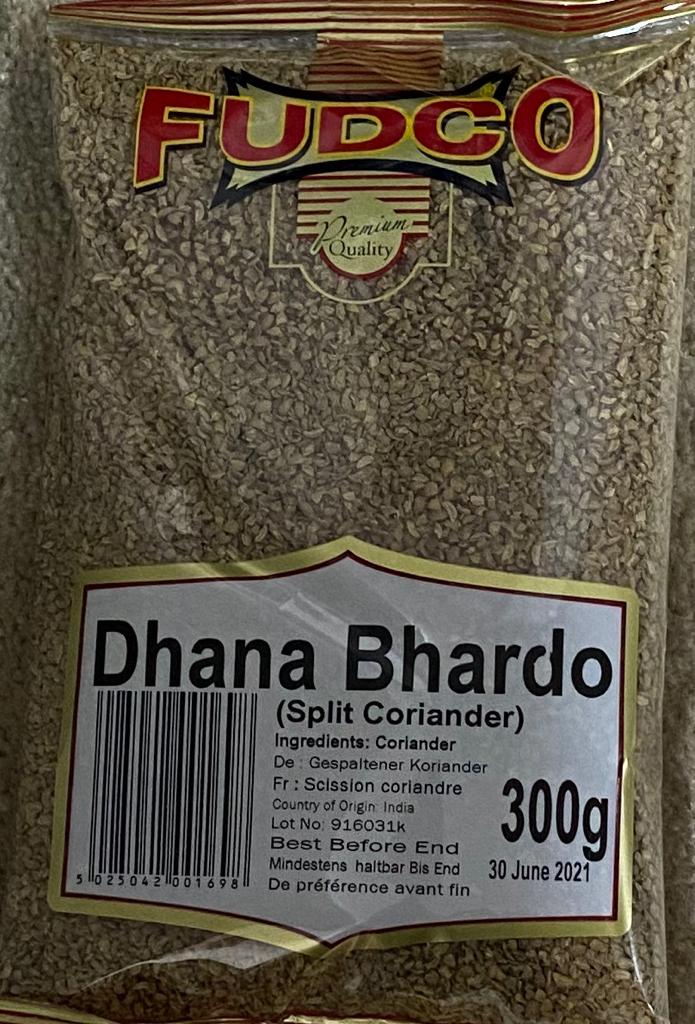 FUDCO
Premium
Quality
Dhana Bhardo
(Split Coriander)
Ingredients: Coriander
De : Gespaltener Koriander
Fr : Scission coriandre
Country of Origin: India
Lot No: 916031k
Best Before End
Mindestens haltbar Bis End
De préférence avant fin
300g
30 June 2021
5 025042 001698